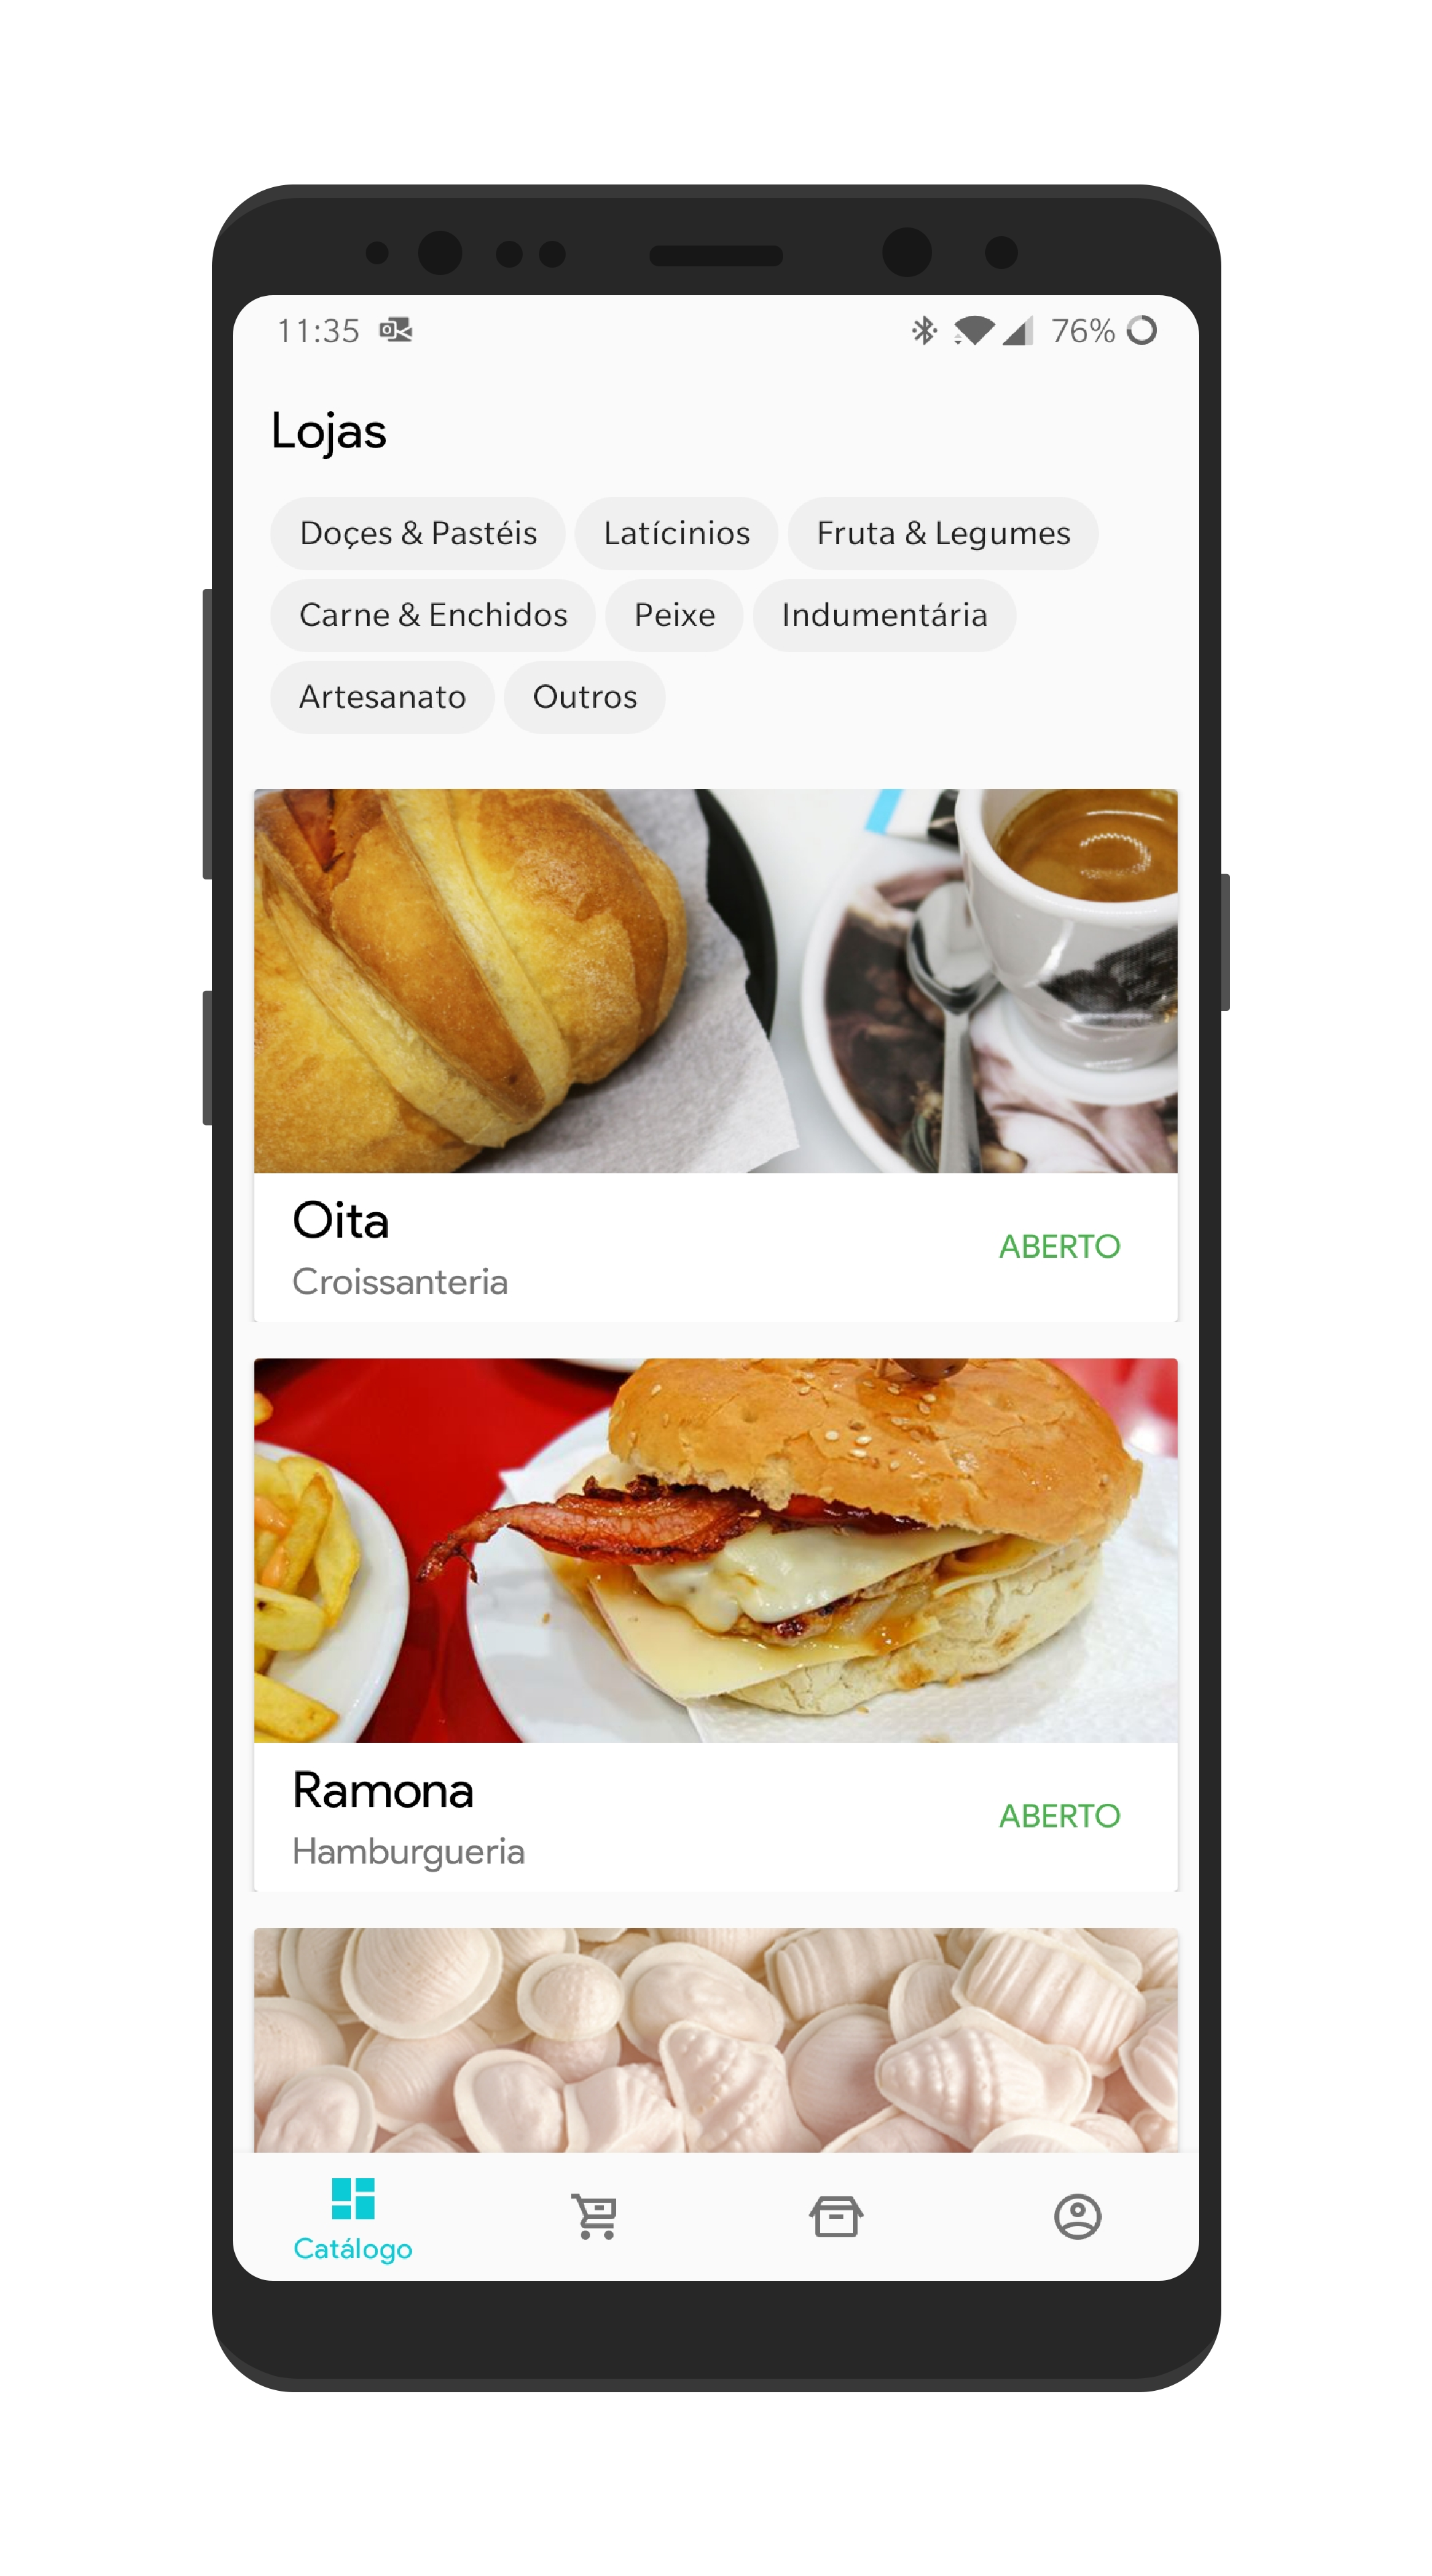 11:35 76%
Lojas
Doçes & Pastéis Latícinios Fruta & Legumes
Carne & Enchidos Peixe Indumentária
Artesanato Outros
Oita
ABERTO
Croissanteria
Ramona
ABERTO
Hamburgueria
Catálogo